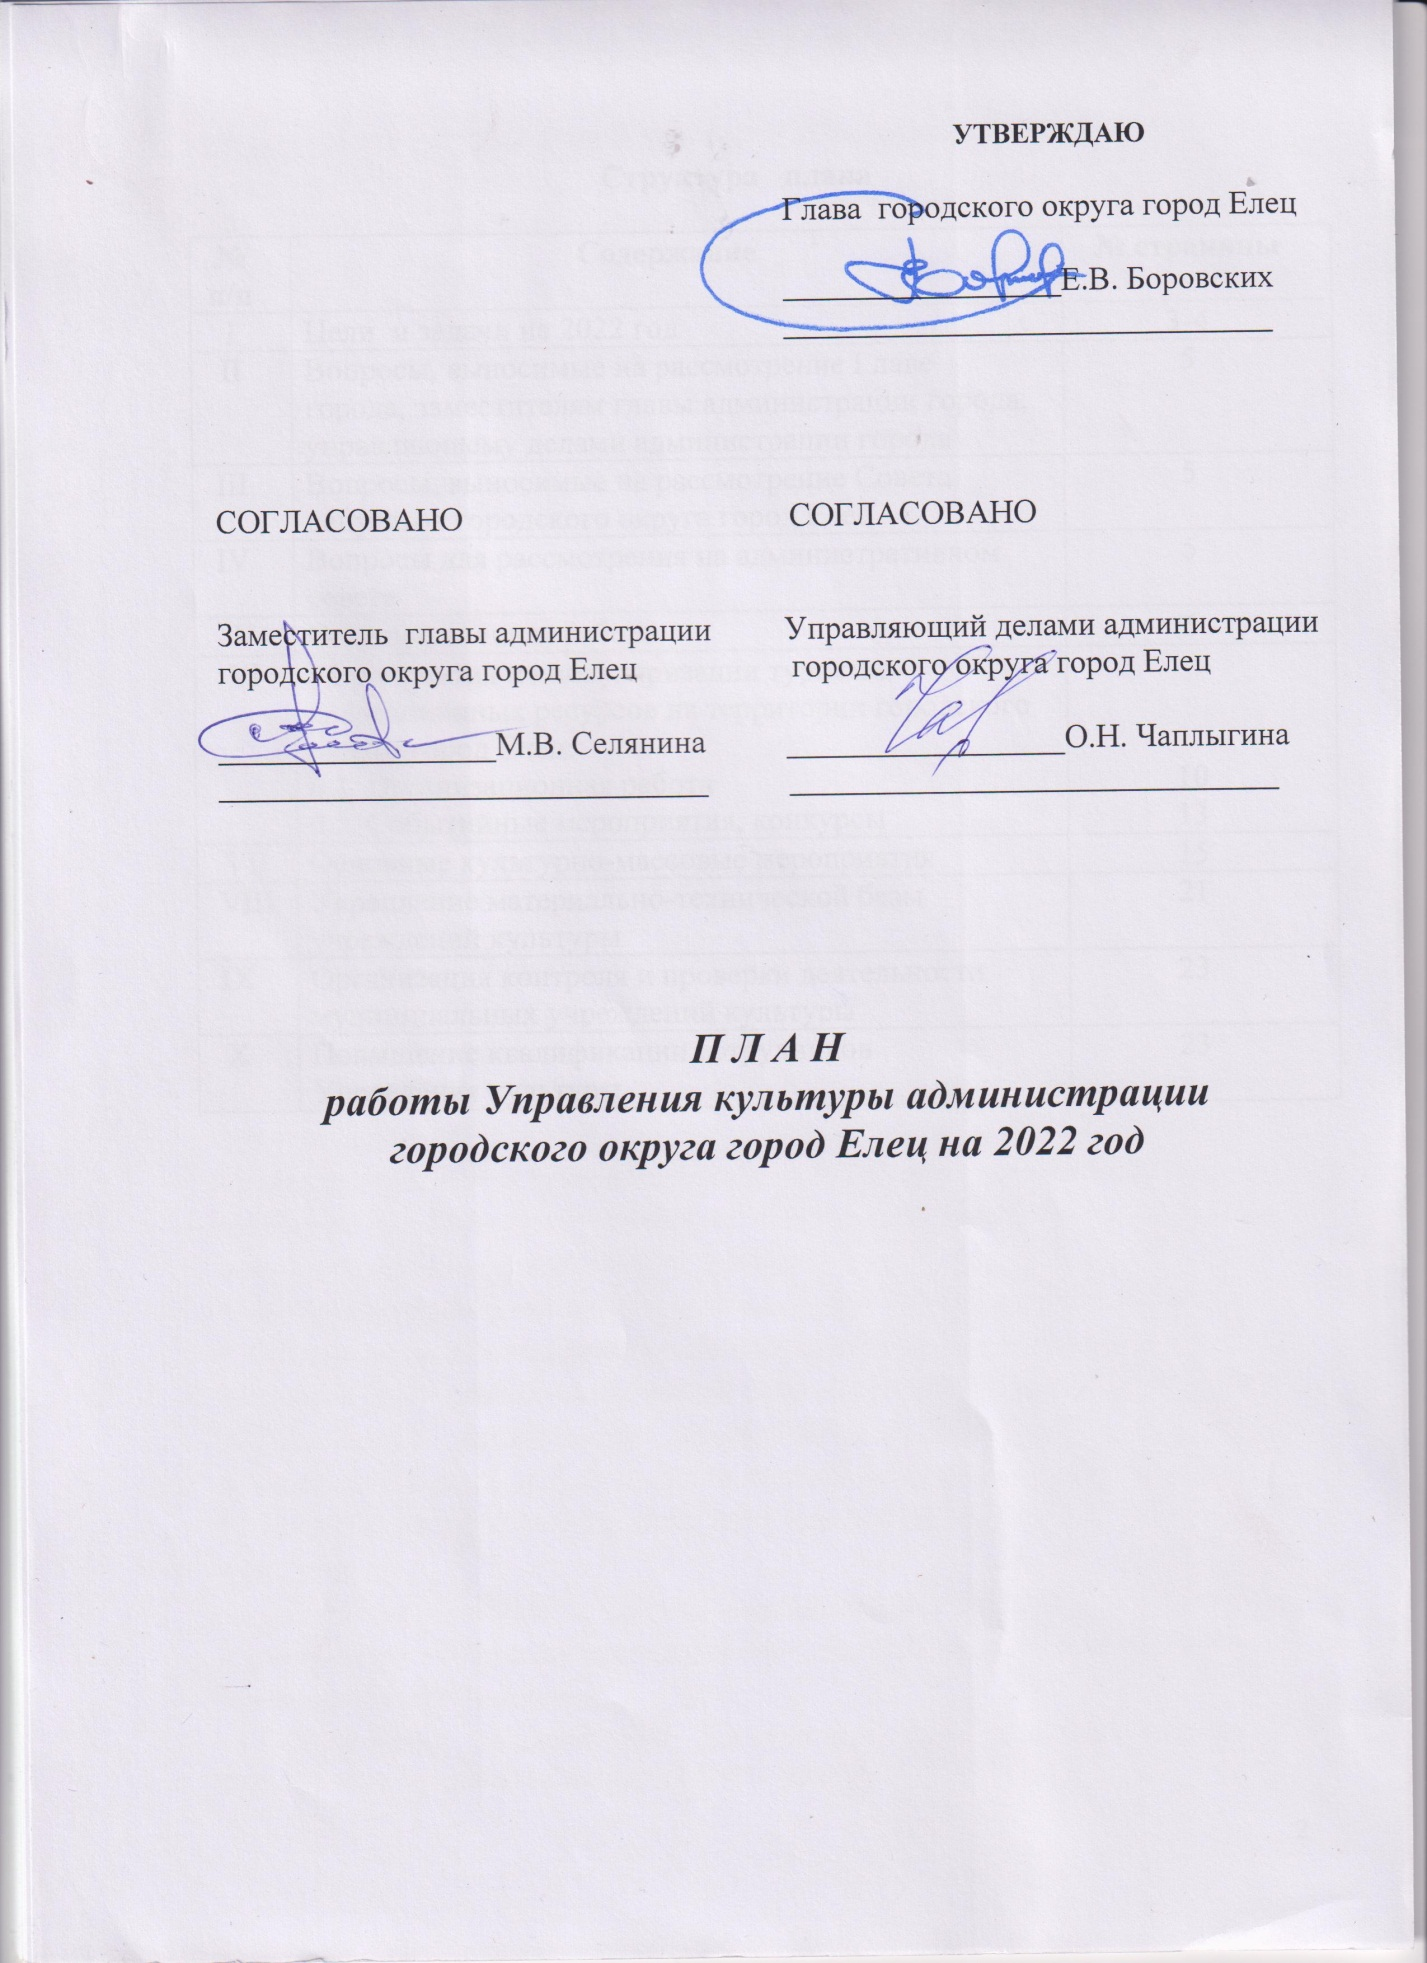 УТВЕРЖДАЮ
Глава городского округа город Елец
Е.В. Боровских
СОГЛАСОВАНО
Заместитель главы администрации
городского округа город Елец
М.В. Селянина
СОГЛАСОВАНО
Управляющий делами администрации
городского округа город Елец
О.Н. Чаплыгина
П Л А Н
работы Управления культуры администрации
городского округа город Елец на 2022 год